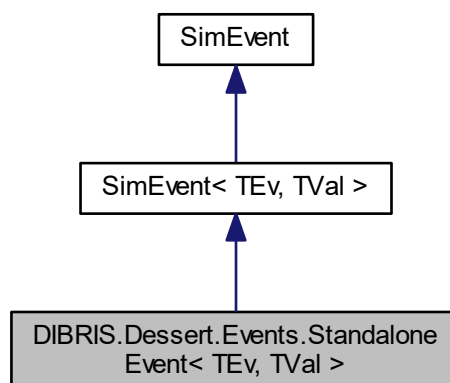 SimEvent
SimEvent< TEv, TVal >
DIBRIS.Dessert.Events.Standalone
Event< TEv, TVal >